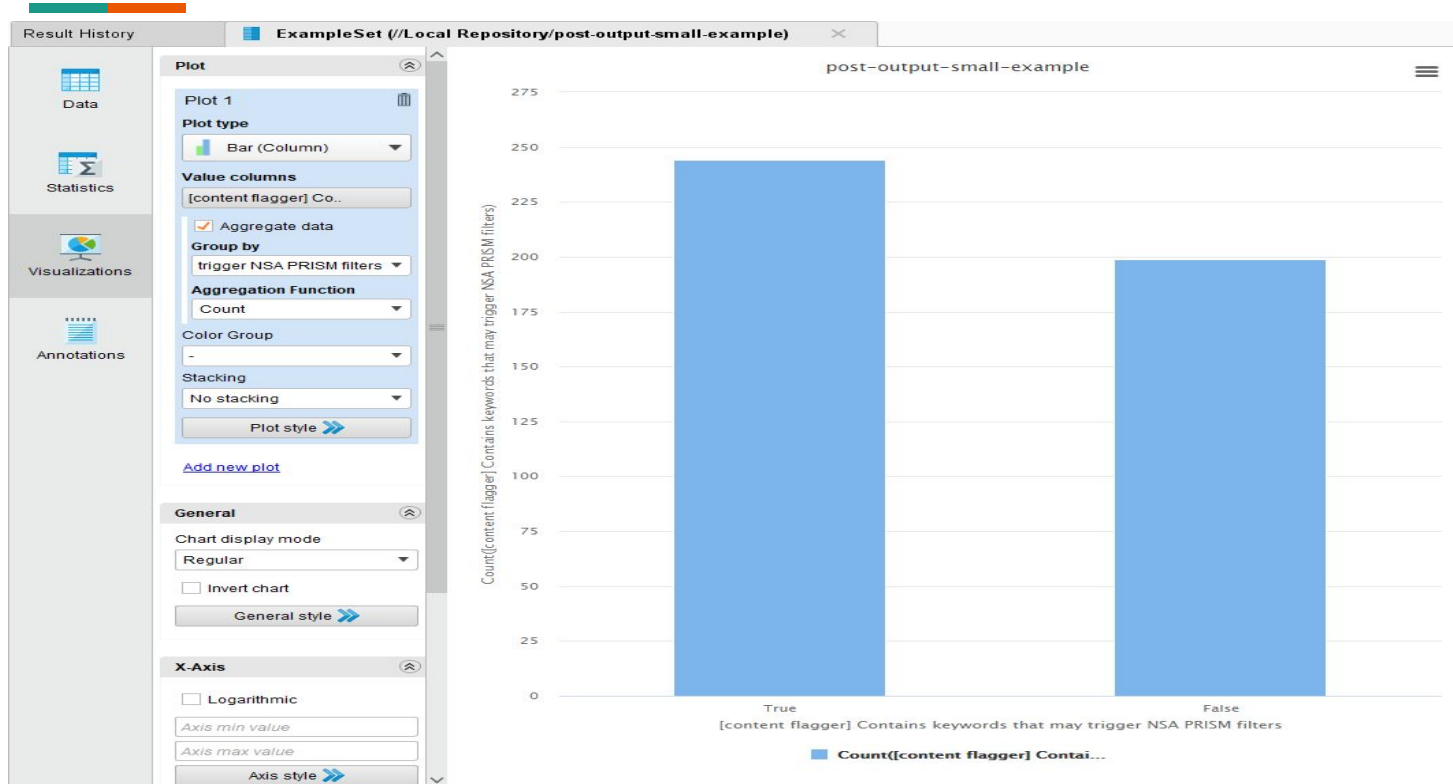 Result History
ExampleSet (//Local Repository/post-output-small-example)
Data
Statistics
Visualizations
Annotations
Plot
Plot 1
Plot type
Bar (Column)
Value columns
[content flagger] Co..
Aggregate data
Group by
trigger NSA PRISM filters
Aggregation Function
Count
Color Group
-
Stacking
No stacking
Plot style
Add new plot
General
Chart display mode
Regular
Invert chart
General style
X-Axis
Logarithmic
Axis min value
Axis max value
Axis style
post-output-small-example
Count([content flagger] Contains keywords that may trigger NSA PRISM filters)
275
250
225
200
175
150
125
100
75
50
25
0
True
False
[content flagger] Contains keywords that may trigger NSA PRISM filters
Count([content flagger] Contai...